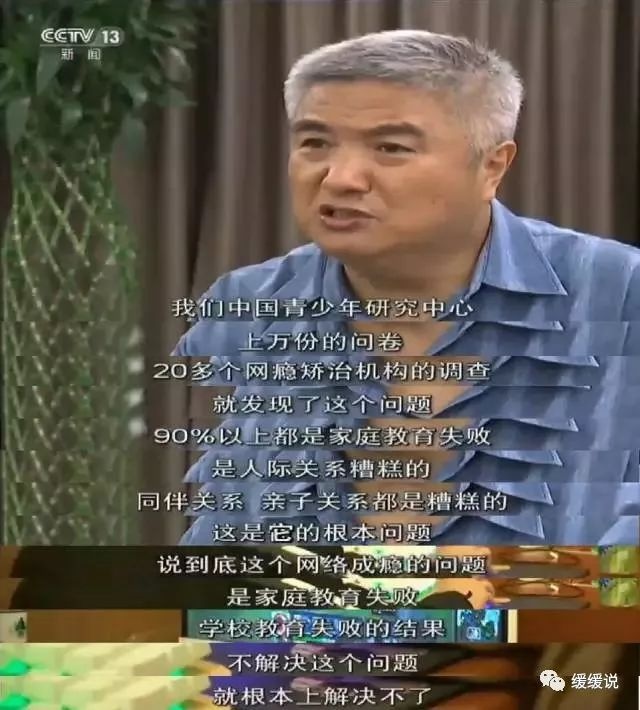 CCTV 13
新闻
我们中国青少年研究中心
上万份的问卷
20多个网瘾矫治机构的调查
就发现了这个问题
90%以上都是家庭教育失败
是人际关系糟糕的
同伴关系 亲子关系都是糟糕的
这是它的根本问题
说到底这个网络成瘾的问题
是家庭教育失败
学校教育失败的结果
不解决这个问题
就根本上解决不了
缓缓说